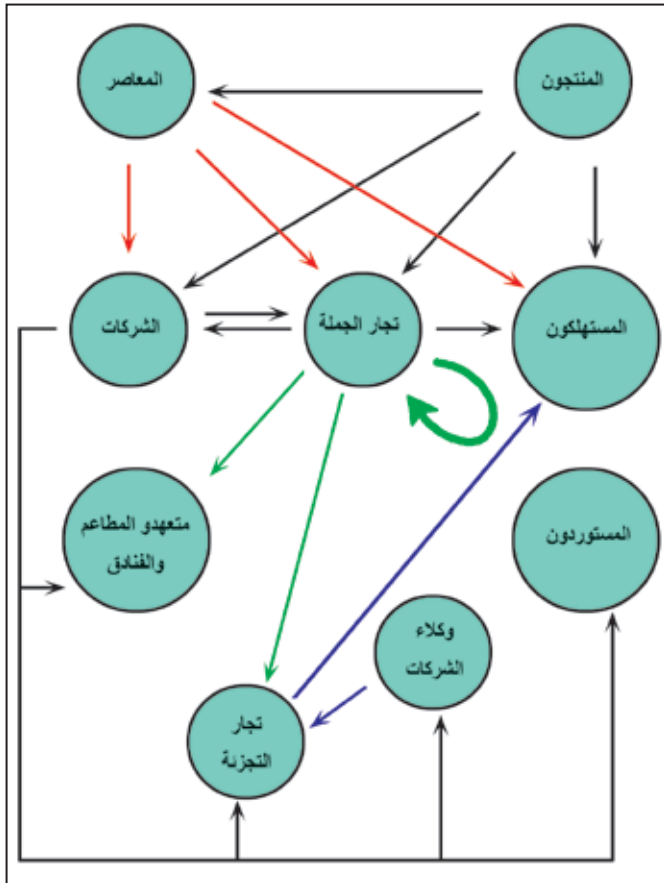 المنتجون
المعاصر
المستهلكون
تجار الجملة
الشركات
المستوردون
متعهدو المطاعم
والفنادق
وكلاء
الشركات
تجار
التجزئة